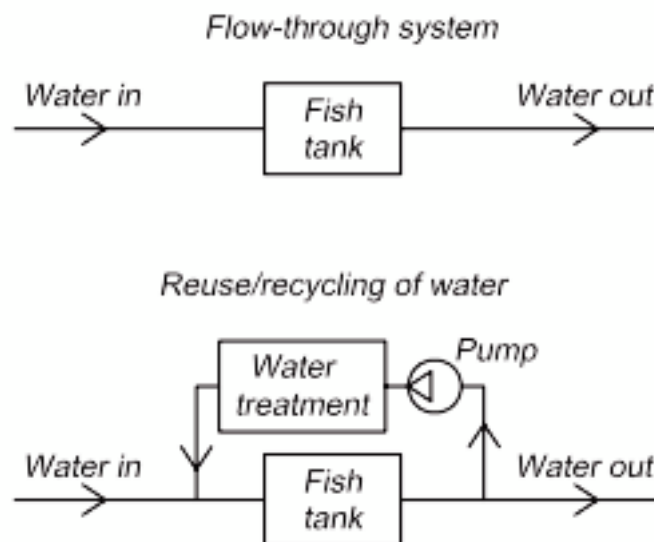 Flow-through system
Water in
Fish
tank
Water out
Reuse/recycling of water
Water
treatment
Pump
Water in
Fish
tank
Water out